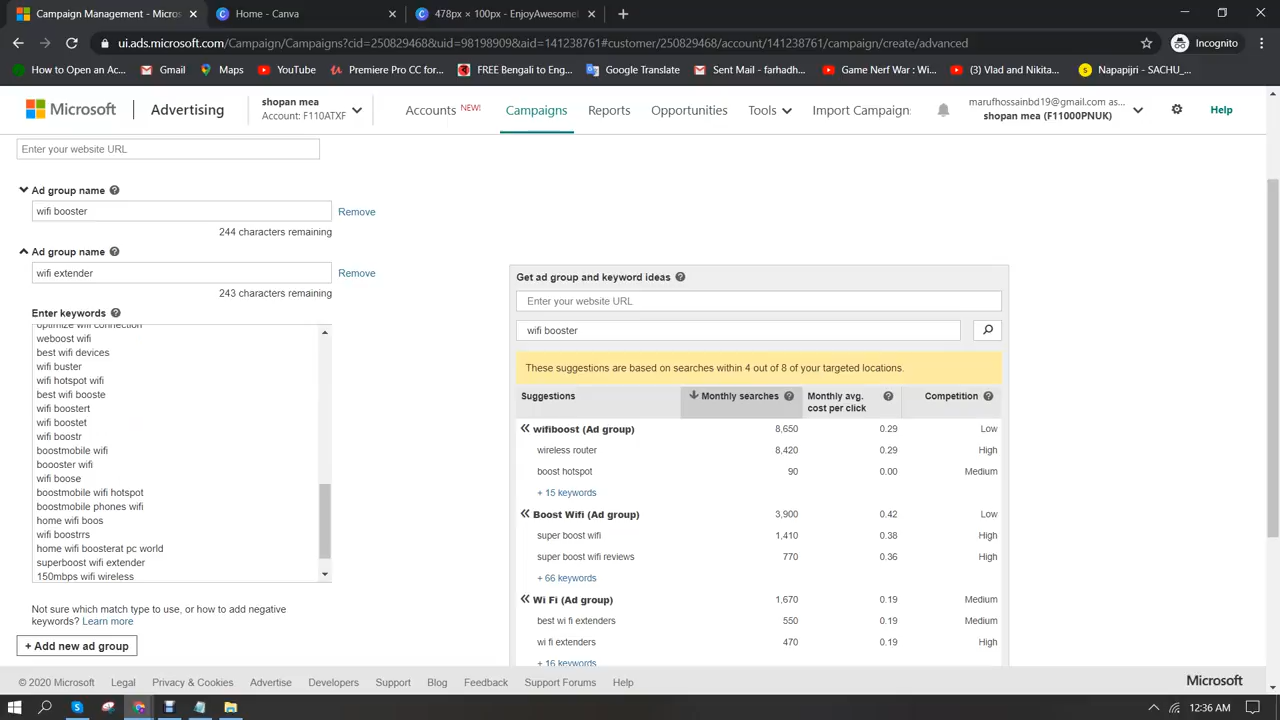 Campaign Management - Micros
Home - Canva
478px × 100px - EnjoyAwesome
ui.ads.microsoft.com/Campaign/Campaigns?cid=250829468&uid=981989098&aid=141238761#customer/250829468/account/141238761/campaign/create/advanced
Incognito
How to Open an Ac...
Gmail
Maps
YouTube
Premiere Pro CC for...
FREE Bengali to En...
Google Translate
Sent Mail - farhadh...
Game Nerf War : Wi...
(3) Vlad and Nikita...
Napapijri - SACHU_...
Microsoft
Advertising
shopan mea
Account: F110ATXF
Accounts NEW!
Campaigns
Reports
Opportunities
Tools
Import Campaign
marufhossainbd19@gmail.com as...
shopan mea (F11000PNUK)
Help
Enter your website URL
Ad group name
wifi booster
Remove
244 characters remaining
Ad group name
wifi extender
Remove
243 characters remaining
Enter keywords
optimize wifi connection
weboost wifi
best wifi devices
wifi buster
wifi hotspot wifi
best wifi booste
wifi boostert
wifi boostet
wifi boostr
boostmobile wifi
boooster wifi
wifi boose
boostmobile wifi hotspot
boostmobile phones wifi
home wifi boos
wifi boostrrs
home wifi boosterat pc world
superboost wifi extender
150mbps wifi wireless
Not sure which match type to use, or how to add negative
keywords? Learn more
+ Add new ad group
Get ad group and keyword ideas
Enter your website URL
wifi booster
These suggestions are based on searches within 4 out of 8 of your targeted locations.
Suggestions
Monthly searches
Monthly avg.
cost per click
Competition
wifiboost (Ad group) 8,650 0.29 Low
wireless router 8,420 0.29 High
boost hotspot 90 0.00 Medium
+ 15 keywords
Boost Wifi (Ad group) 3,900 0.42 Low
super boost wifi 1,410 0.38 High
super boost wifi reviews 770 0.36 High
+ 66 keywords
Wi Fi (Ad group) 1,670 0.19 Medium
best wi fi extenders 550 0.19 Medium
wi fi extenders 470 0.19 High
+ 16 keywords
© 2020 Microsoft
Legal
Privacy & Cookies
Advertise
Developers
Support
Blog
Feedback
Support Forums
Help
Microsoft
12:36 AM